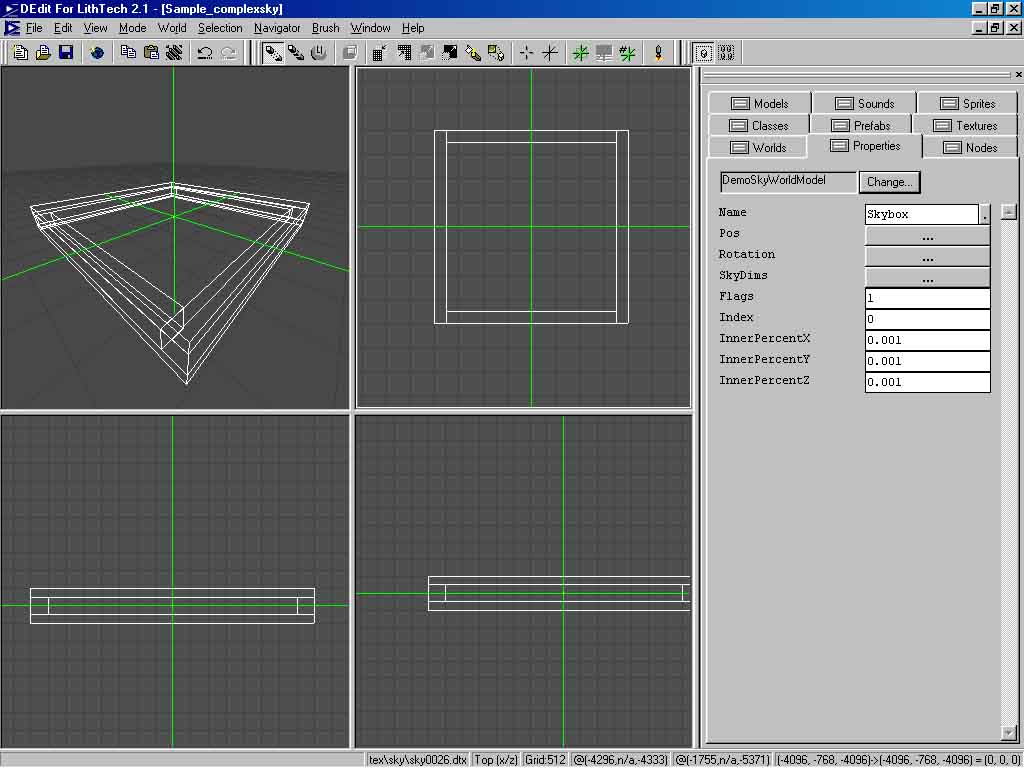 DEdit For LithTech 2.1 - [Sample_complexsky]
File Edit View Mode World Selection Navigator Brush Window Help
Models Sounds Sprites
Classes Prefabs Textures
Worlds Properties Nodes
DemoSkyWorldModel Change...
Name Skybox .
Pos ...
Rotation ...
SkyDims ...
Flags 1
Index 0
InnerPercentX 0.001
InnerPercentY 0.001
InnerPercentZ 0.001
tex\sky\sky0026.dtx Top (x/z) Grid:512 @(-4296,n/a,-4333) @(-1755,n/a,-5371) (-4096, -768, -4096)->(-4096, -768, -4096) = (0, 0, 0)